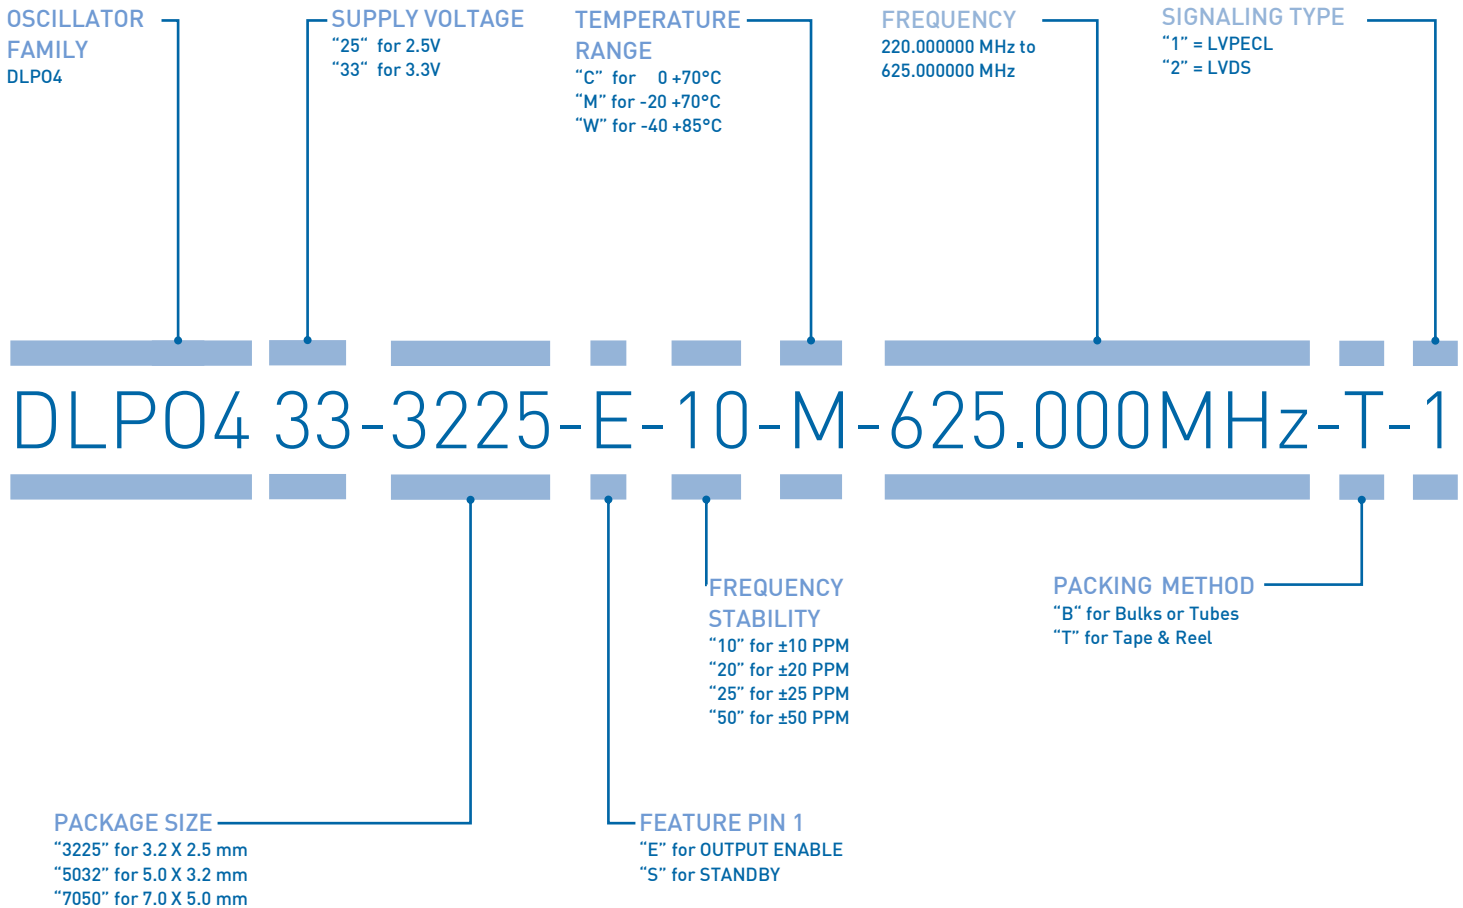 OSCILLATOR
FAMILY
DLPO4
SUPPLY VOLTAGE
“25“ for 2.5V
“33“ for 3.3V
TEMPERATURE
RANGE
“C” for 0 +70°C
“M” for -20 +70°C
“W” for -40 +85°C
FREQUENCY
220.000000 MHz to
625.000000 MHz
SIGNALING TYPE
“1” = LVPECL
“2” = LVDS
DLPO4 33-3225-E-10-M-625.000MHz-T-1
FREQUENCY
STABILITY
“10” for ±10 PPM
“20” for ±20 PPM
“25” for ±25 PPM
“50” for ±50 PPM
PACKING METHOD
“B“ for Bulks or Tubes
“T” for Tape & Reel
PACKAGE SIZE
“3225” for 3.2 X 2.5 mm
“5032” for 5.0 X 3.2 mm
“7050” for 7.0 X 5.0 mm
FEATURE PIN 1
“E” for OUTPUT ENABLE
“S” for STANDBY